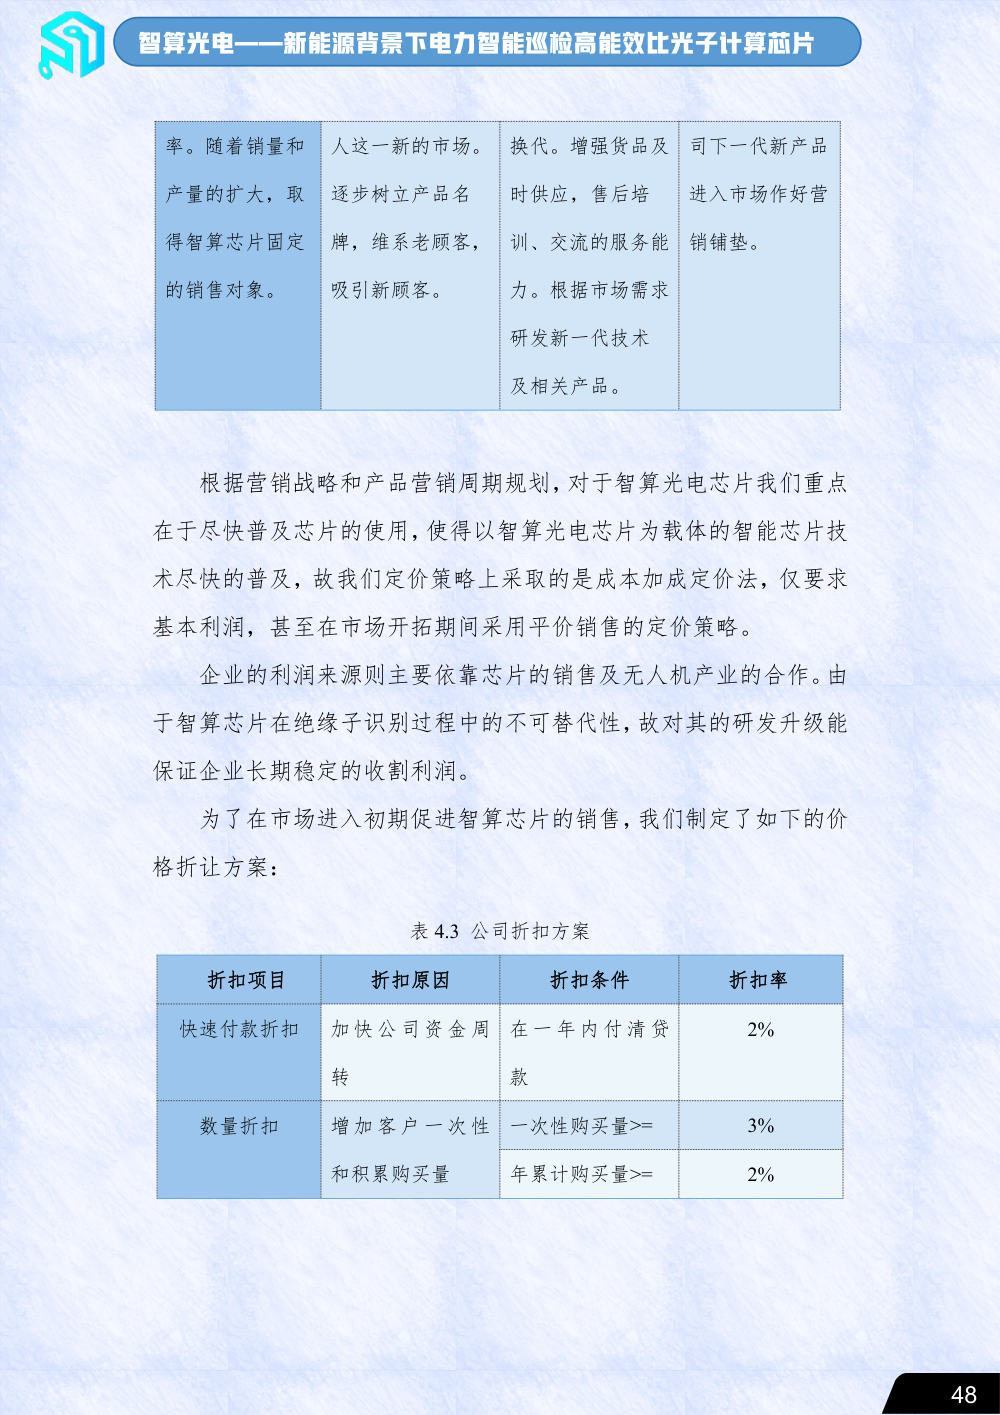 智算光电——新能源背景下电力智能巡检高能效比光子计算芯片
率。随着销量和
产量的扩大，取
得智算芯片固定
的销售对象。
人这一新的市场。
逐步树立产品名
牌，维系老顾客，
吸引新顾客。
换代。增强货品及
时供应，售后培
训、交流的服务能
力。根据市场需求
研发新一代技术
及相关产品。
司下一代新产品
进入市场作好营
销铺垫。
根据营销战略和产品营销周期规划，对于智算光电芯片我们重点
在于尽快普及芯片的使用，使得以智算光电芯片为载体的智能芯片技
术尽快的普及，故我们定价策略上采取的是成本加成定价法，仅要求
基本利润，甚至在市场开拓期间采用平价销售的定价策略。
企业的利润来源则主要依靠芯片的销售及无人机产业的合作。由
于智算芯片在绝缘子识别过程中的不可替代性，故对其的研发升级能
保证企业长期稳定的收割利润。
为了在市场进入初期促进智算芯片的销售，我们制定了如下的价
格折让方案：
表 4.3 公司折扣方案
折扣项目 折扣原因 折扣条件 折扣率
快速付款折扣
加快公司资金周
转
在一年内付清贷
款
2%
数量折扣
增加客户一次性
和积累购买量
一次性购买量>=
3%
年累计购买量>=
2%
48